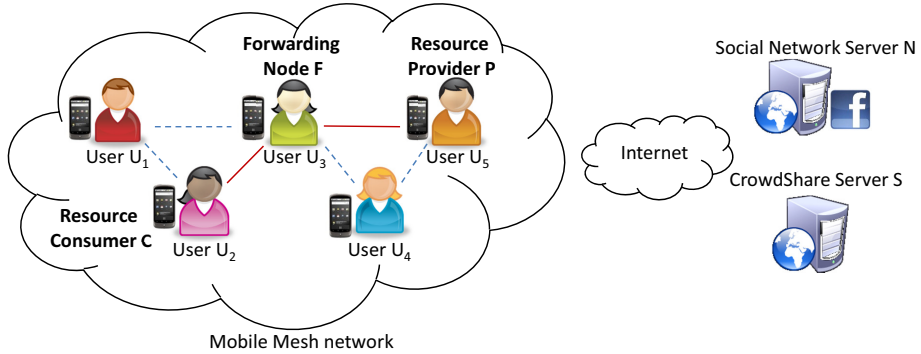 Forwarding
Node F
Resource
Provider P
Social Network Server N
f
User U1
User U3
User U5
Internet
CrowdShare Server S
Resource
Consumer C
User U2
User U4
Mobile Mesh network